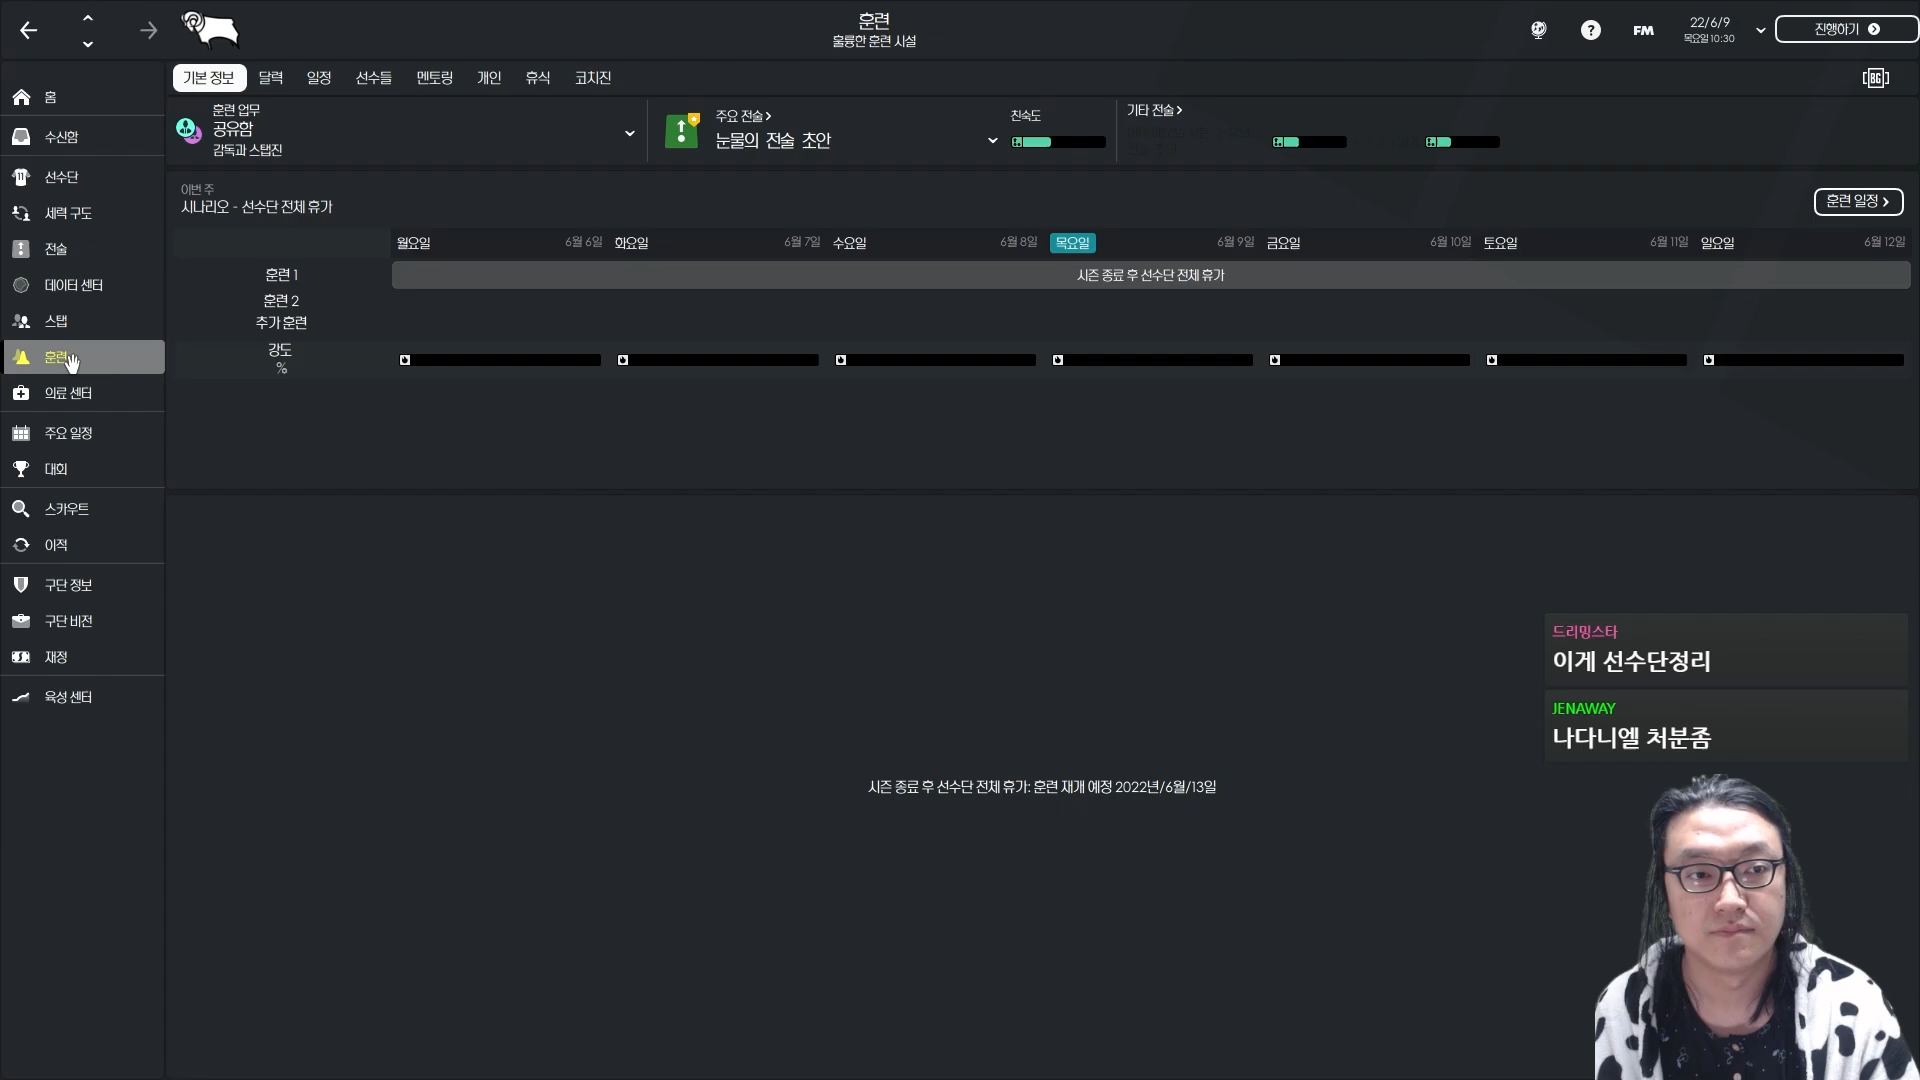 훈련
훌륭한 훈련 시설
FM
22/6/9
목요일 10:30
진행하기
기본 정보
달력
일정
선수들
멘토링
개인
휴식
코치진
홈
수신함
선수단
세력 구도
전술
데이터 센터
스탭
훈련
의료 센터
주요 일정
대회
스카우트
이적
구단 정보
구단 비전
재정
육성 센터
훈련 업무
공유함
감독과 스탭진
주요 전술
눈물의 전술 초안
친숙도
기타 전술
이번 주
시나리오 - 선수단 전체 휴가
훈련 일정
월요일 6월 6일
화요일 6월 7일
수요일 6월 8일
목요일 6월 9일
금요일 6월 10일
토요일 6월 11일
일요일 6월 12일
훈련 1
시즌 종료 후 선수단 전체 휴가
훈련 2
추가 훈련
강도
%
시즌 종료 후 선수단 전체 휴가: 훈련 재개 예정 2022년/6월/13일
드리밍스타
이게 선수단정리
JENAWAY
나다니엘 처분좀